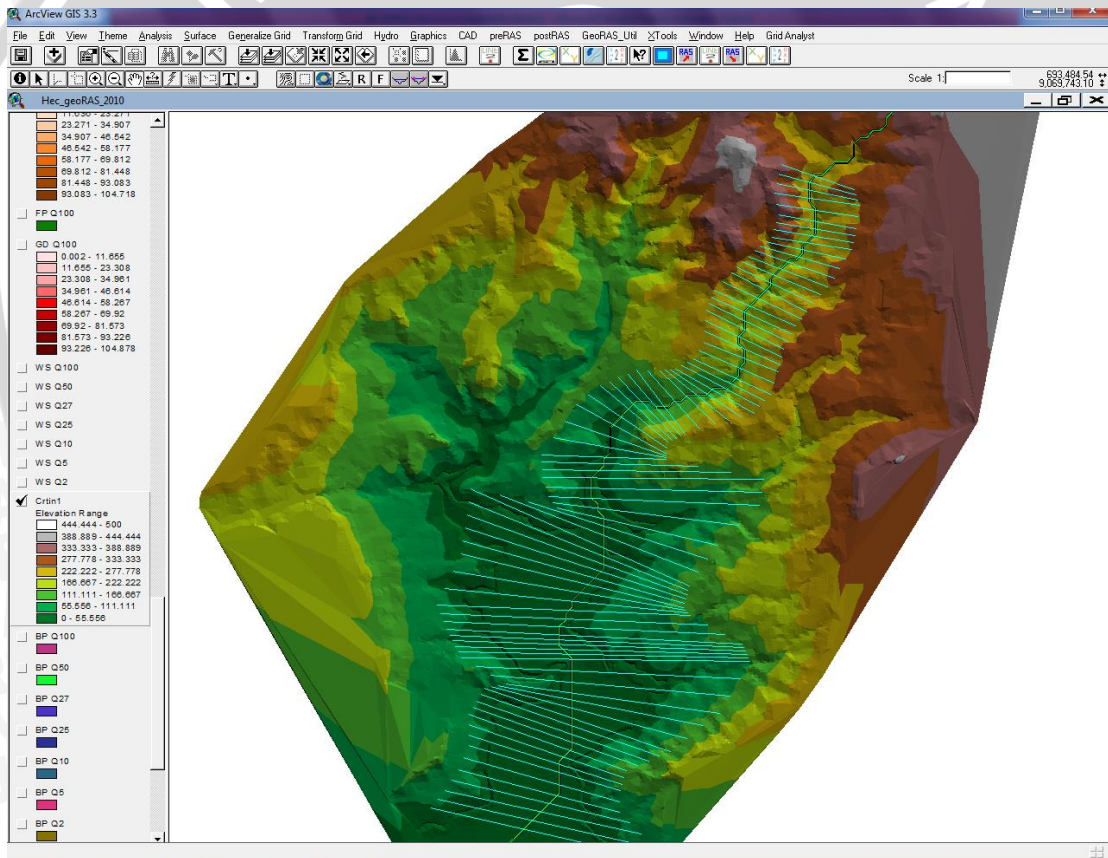 ArcView GIS 3.3
File Edit View Theme Analysis Surface Generalize Grid Transform Grid Hydro Graphics CAD preRAS postRAS GeoRAS_Util XTools Window Help Grid Analyst
Scale 1:
693,484.54
9,069,743.10
Hec_geoRAS_2010
23.271 - 34.907
34.907 - 46.542
46.542 - 58.177
58.177 - 69.812
69.812 - 81.448
81.448 - 93.083
93.083 - 104.718
FP Q100
GD Q100
0.002 - 11.655
11.655 - 23.308
23.308 - 34.961
34.961 - 46.614
46.614 - 58.267
58.267 - 69.92
69.92 - 81.573
81.573 - 93.226
93.226 - 104.878
WS Q100
WS Q50
WS Q27
WS Q25
WS Q10
WS Q5
WS Q2
Crtin1
Elevation Range
444.444 - 500
388.889 - 444.444
333.333 - 388.889
277.778 - 333.333
222.222 - 277.778
166.667 - 222.222
111.111 - 166.667
55.556 - 111.111
0 - 55.556
BP Q100
BP Q50
BP Q27
BP Q25
BP Q10
BP Q5
BP Q2